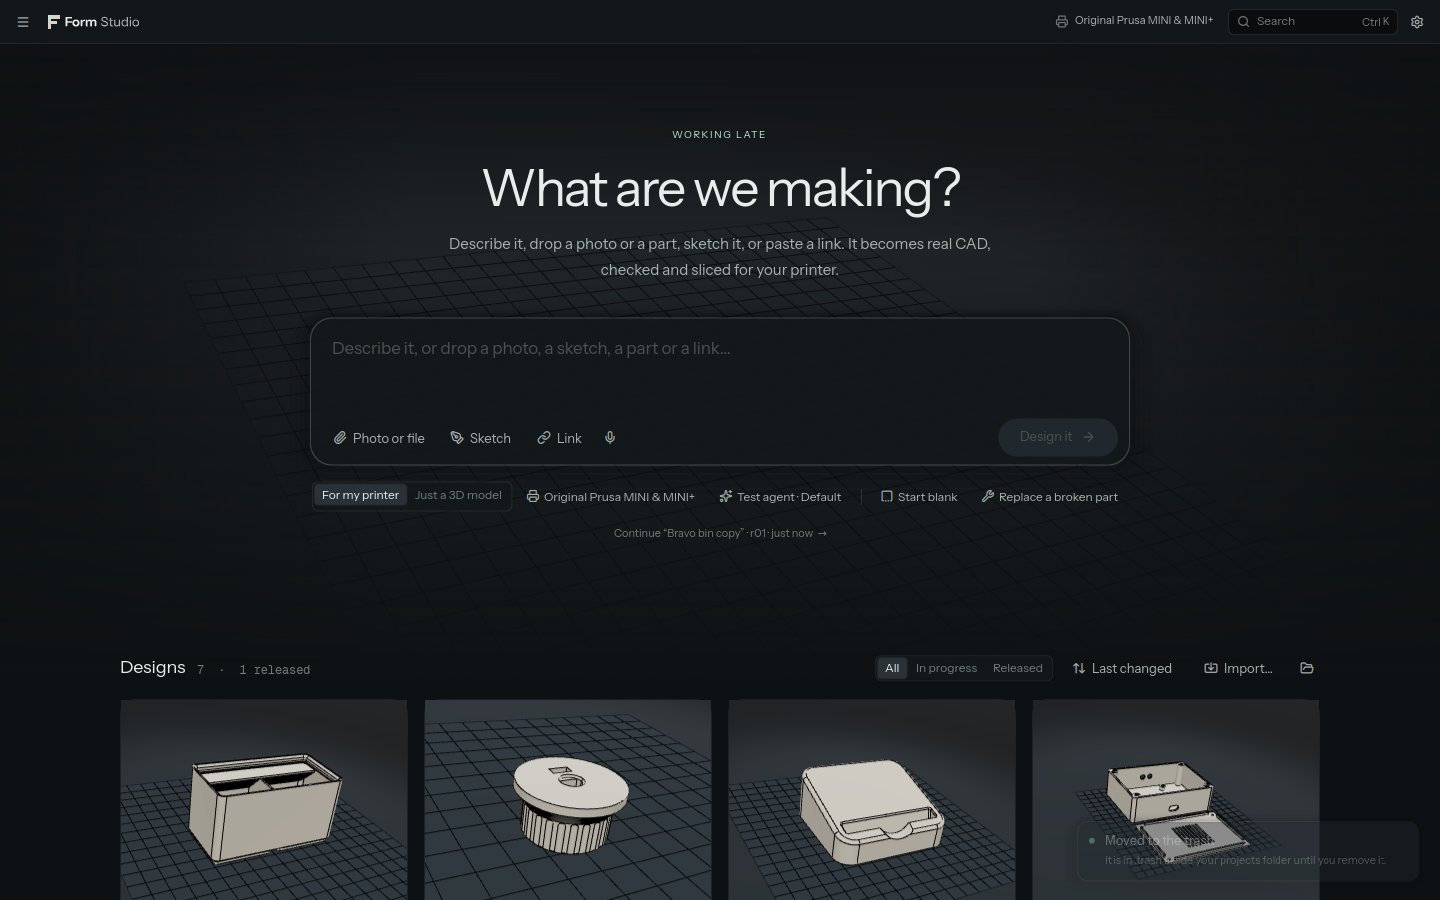 Form Studio
Original Prusa MINI & MINI+
Search
Ctrl K
WORKING LATE
What are we making?
Describe it, drop a photo or a part, sketch it, or paste a link. It becomes real CAD,
checked and sliced for your printer.
Describe it, or drop a photo, a sketch, a part or a link...
Photo or file
Sketch
Link
Design it
For my printer
Just a 3D model
Original Prusa MINI & MINI+
Test agent · Default
Start blank
Replace a broken part
Continue “Bravo bin copy” · r01 · just now →
Designs 7 · 1 released
All
In progress
Released
Last changed
Import...
Moved to the trash
It is in .trash inside your projects folder until you remove it.